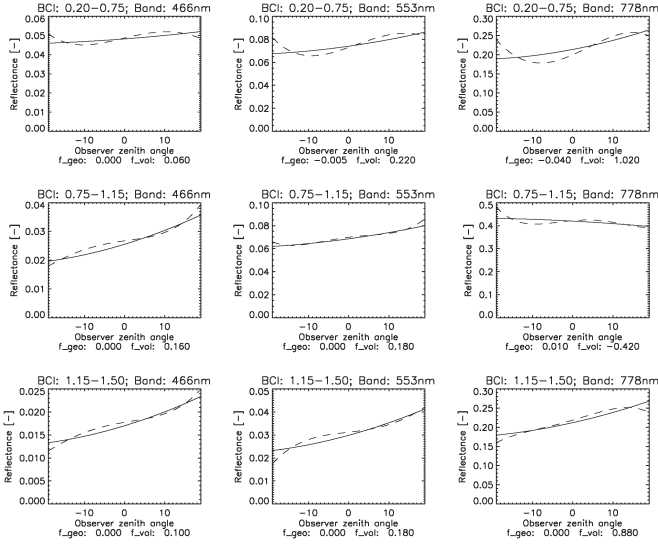 BCI: 0.20-0.75; Band: 466nm
0.06
0.05
0.04
0.03
0.02
0.01
0.00
Reflectance [-]
-10 0 10
Observer zenith angle
f_geo: 0.000 f_vol: 0.060
BCI: 0.20-0.75; Band: 553nm
0.10
0.08
0.06
0.04
0.02
0.00
Reflectance [-]
-10 0 10
Observer zenith angle
f_geo: -0.005 f_vol: 0.220
BCI: 0.20-0.75; Band: 778nm
0.30
0.25
0.20
0.15
0.10
0.05
0.00
Reflectance [-]
-10 0 10
Observer zenith angle
f_geo: -0.040 f_vol: 1.020
BCI: 0.75-1.15; Band: 466nm
0.04
0.03
0.02
0.01
0.00
Reflectance [-]
-10 0 10
Observer zenith angle
f_geo: 0.000 f_vol: 0.160
BCI: 0.75-1.15; Band: 553nm
0.10
0.08
0.06
0.04
0.02
0.00
Reflectance [-]
-10 0 10
Observer zenith angle
f_geo: 0.000 f_vol: 0.180
BCI: 0.75-1.15; Band: 778nm
0.5
0.4
0.3
0.2
0.1
0.0
Reflectance [-]
-10 0 10
Observer zenith angle
f_geo: 0.010 f_vol: -0.420
BCI: 1.15-1.50; Band: 466nm
0.025
0.020
0.015
0.010
0.005
0.000
Reflectance [-]
-10 0 10
Observer zenith angle
f_geo: 0.000 f_vol: 0.100
BCI: 1.15-1.50; Band: 553nm
0.05
0.04
0.03
0.02
0.01
0.00
Reflectance [-]
-10 0 10
Observer zenith angle
f_geo: 0.000 f_vol: 0.180
BCI: 1.15-1.50; Band: 778nm
0.30
0.25
0.20
0.15
0.10
0.05
0.00
Reflectance [-]
-10 0 10
Observer zenith angle
f_geo: 0.000 f_vol: 0.880